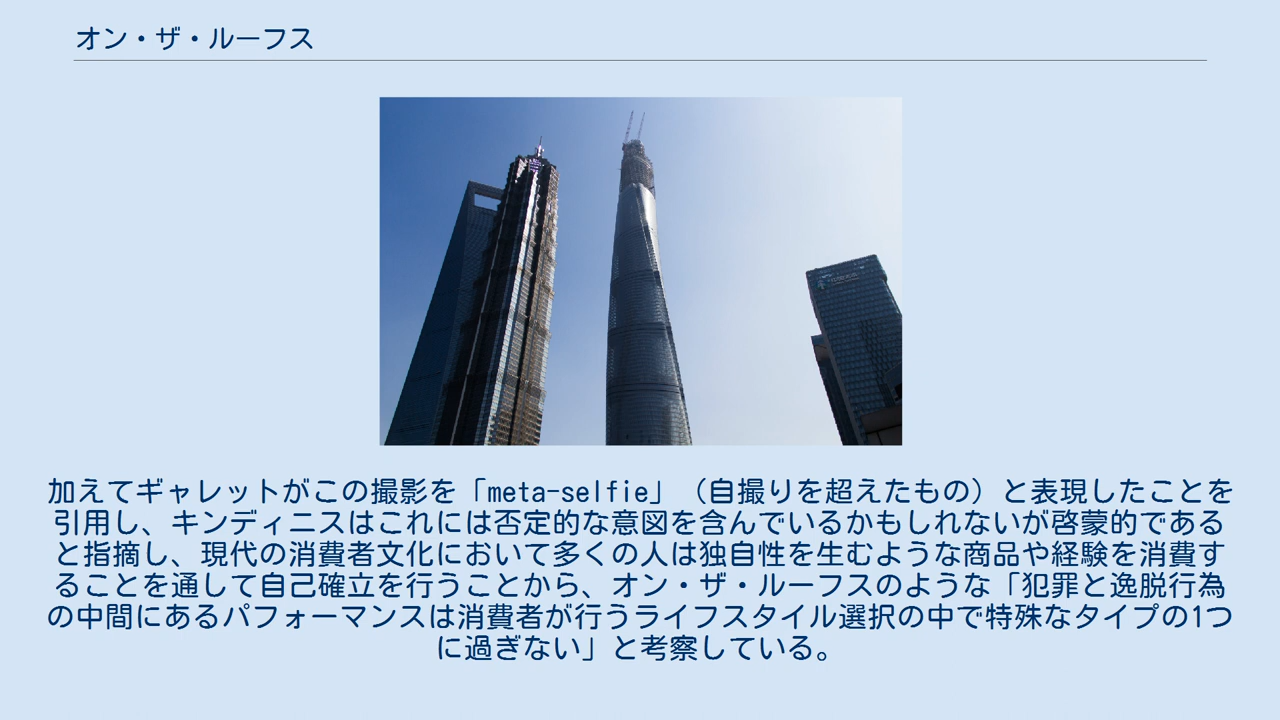 オン・ザ・ルーフス
加えてギャレットがこの撮影を「meta-selfie」（自撮りを超えたもの）と表現したことを
引用し、キンディニスはこれには否定的な意図を含んでいるかもしれないが啓蒙的である
と指摘し、現代の消費者文化において多くの人は独自性を生むような商品や経験を消費す
ることを通して自己確立を行うことから、オン・ザ・ルーフスのような「犯罪と逸脱行為
の中間にあるパフォーマンスは消費者が行うライフスタイル選択の中で特殊なタイプの1つ
に過ぎない」と考察している。